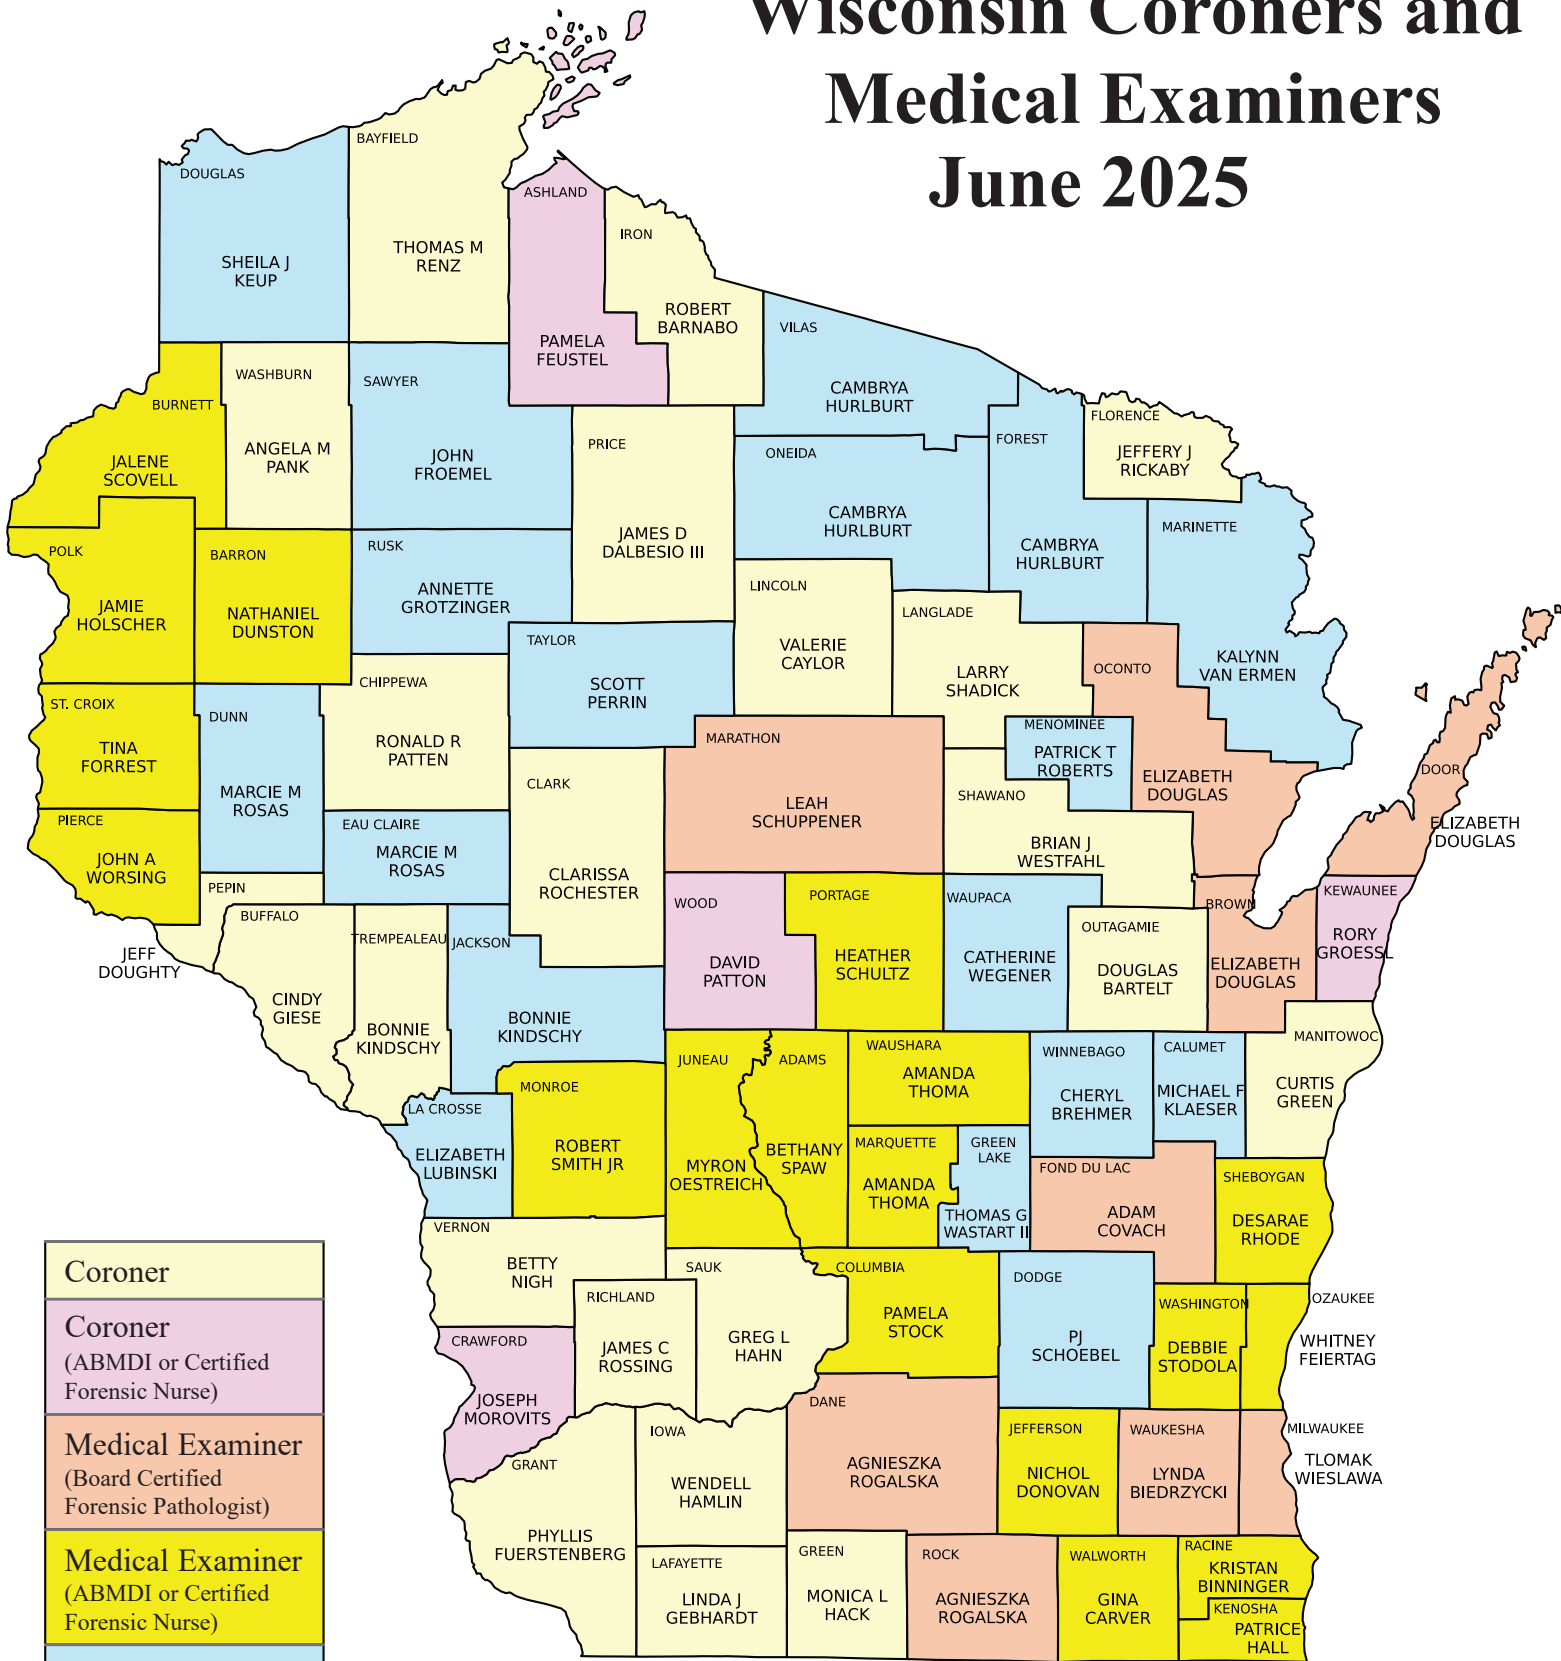 Wisconsin Coroners and
Medical Examiners
June 2025
BAYFIELD
THOMAS M
RENZ
DOUGLAS
SHEILA J
KEUP
ASHLAND
PAMELA
FEUSTEL
IRON
ROBERT
BARNABO
VILAS
CAMBRYA
HURLBURT
BURNETT
JALENE
SCOVELL
WASHBURN
ANGELA M
PANK
SAWYER
JOHN
FROEMEL
PRICE
JAMES D
DALBESIO III
ONEIDA
CAMBRYA
HURLBURT
FOREST
CAMBRYA
HURLBURT
FLORENCE
JEFFERY J
RICKABY
MARINETTE
KALYNN
VAN ERMEN
POLK
JAMIE
HOLSCHER
BARRON
NATHANIEL
DUNSTON
RUSK
ANNETTE
GROTZINGER
TAYLOR
SCOTT
PERRIN
LINCOLN
VALERIE
CAYLOR
LANGLADE
LARRY
SHADICK
OCONTO
ELIZABETH
DOUGLAS
ST. CROIX
TINA
FORREST
DUNN
MARCIE M
ROSAS
CHIPPEWA
RONALD R
PATTEN
CLARK
CLARISSA
ROCHESTER
MARATHON
LEAH
SCHUPPENER
MENOMINEE
PATRICK T
ROBERTS
SHAWANO
BRIAN J
WESTFAHL
DOOR
ELIZABETH
DOUGLAS
PIERCE
JOHN A
WORSING
EAU CLAIRE
MARCIE M
ROSAS
PEPIN
JEFF
DOUGHTY
BUFFALO
CINDY
GIESE
TREMPEALEAU
BONNIE
KINDSCHY
JACKSON
BONNIE
KINDSCHY
WOOD
DAVID
PATTON
PORTAGE
HEATHER
SCHULTZ
WAUPACA
CATHERINE
WEGENER
OUTAGAMIE
DOUGLAS
BARTELT
BROWN
ELIZABETH
DOUGLAS
KEWAUNEE
RORY
GROESSL
LA CROSSE
ELIZABETH
LUBINSKI
MONROE
ROBERT
SMITH JR
JUNEAU
MYRON
OESTREICH
ADAMS
BETHANY
SPAW
WAUSHARA
AMANDA
THOMA
MARQUETTE
AMANDA
THOMA
GREEN
LAKE
THOMAS G
WASTART II
WINNEBAGO
CHERYL
BREHMER
CALUMET
MICHAEL F
KLAESER
MANITOWOC
CURTIS
GREEN
FOND DU LAC
ADAM
COVACH
SHEBOYGAN
DESARAE
RHODE
VERNON
BETTY
NIGH
RICHLAND
JAMES C
ROSSING
SAUK
GREG L
HAHN
COLUMBIA
PAMELA
STOCK
DODGE
PJ
SCHOEBEL
WASHINGTON
DEBBIE
STODOLA
OZAUKEE
WHITNEY
FEIERTAG
CRAWFORD
JOSEPH
MOROVITS
GRANT
PHYLLIS
FUERSTENBERG
IOWA
WENDELL
HAMLIN
DANE
AGNIESZKA
ROGALSKA
JEFFERSON
NICHOL
DONOVAN
WAUKESHA
LYNDA
BIEDRZYCKI
MILWAUKEE
TLOMAK
WIESLAWA
LAFAYETTE
LINDA J
GEBHARDT
GREEN
MONICA L
HACK
ROCK
AGNIESZKA
ROGALSKA
WALWORTH
GINA
CARVER
RACINE
KRISTAN
BINNINGER
KENOSHA
PATRICE
HALL
Coroner
Coroner
(ABMDI or Certified
Forensic Nurse)
Medical Examiner
(Board Certified
Forensic Pathologist)
Medical Examiner
(ABMDI or Certified
Forensic Nurse)